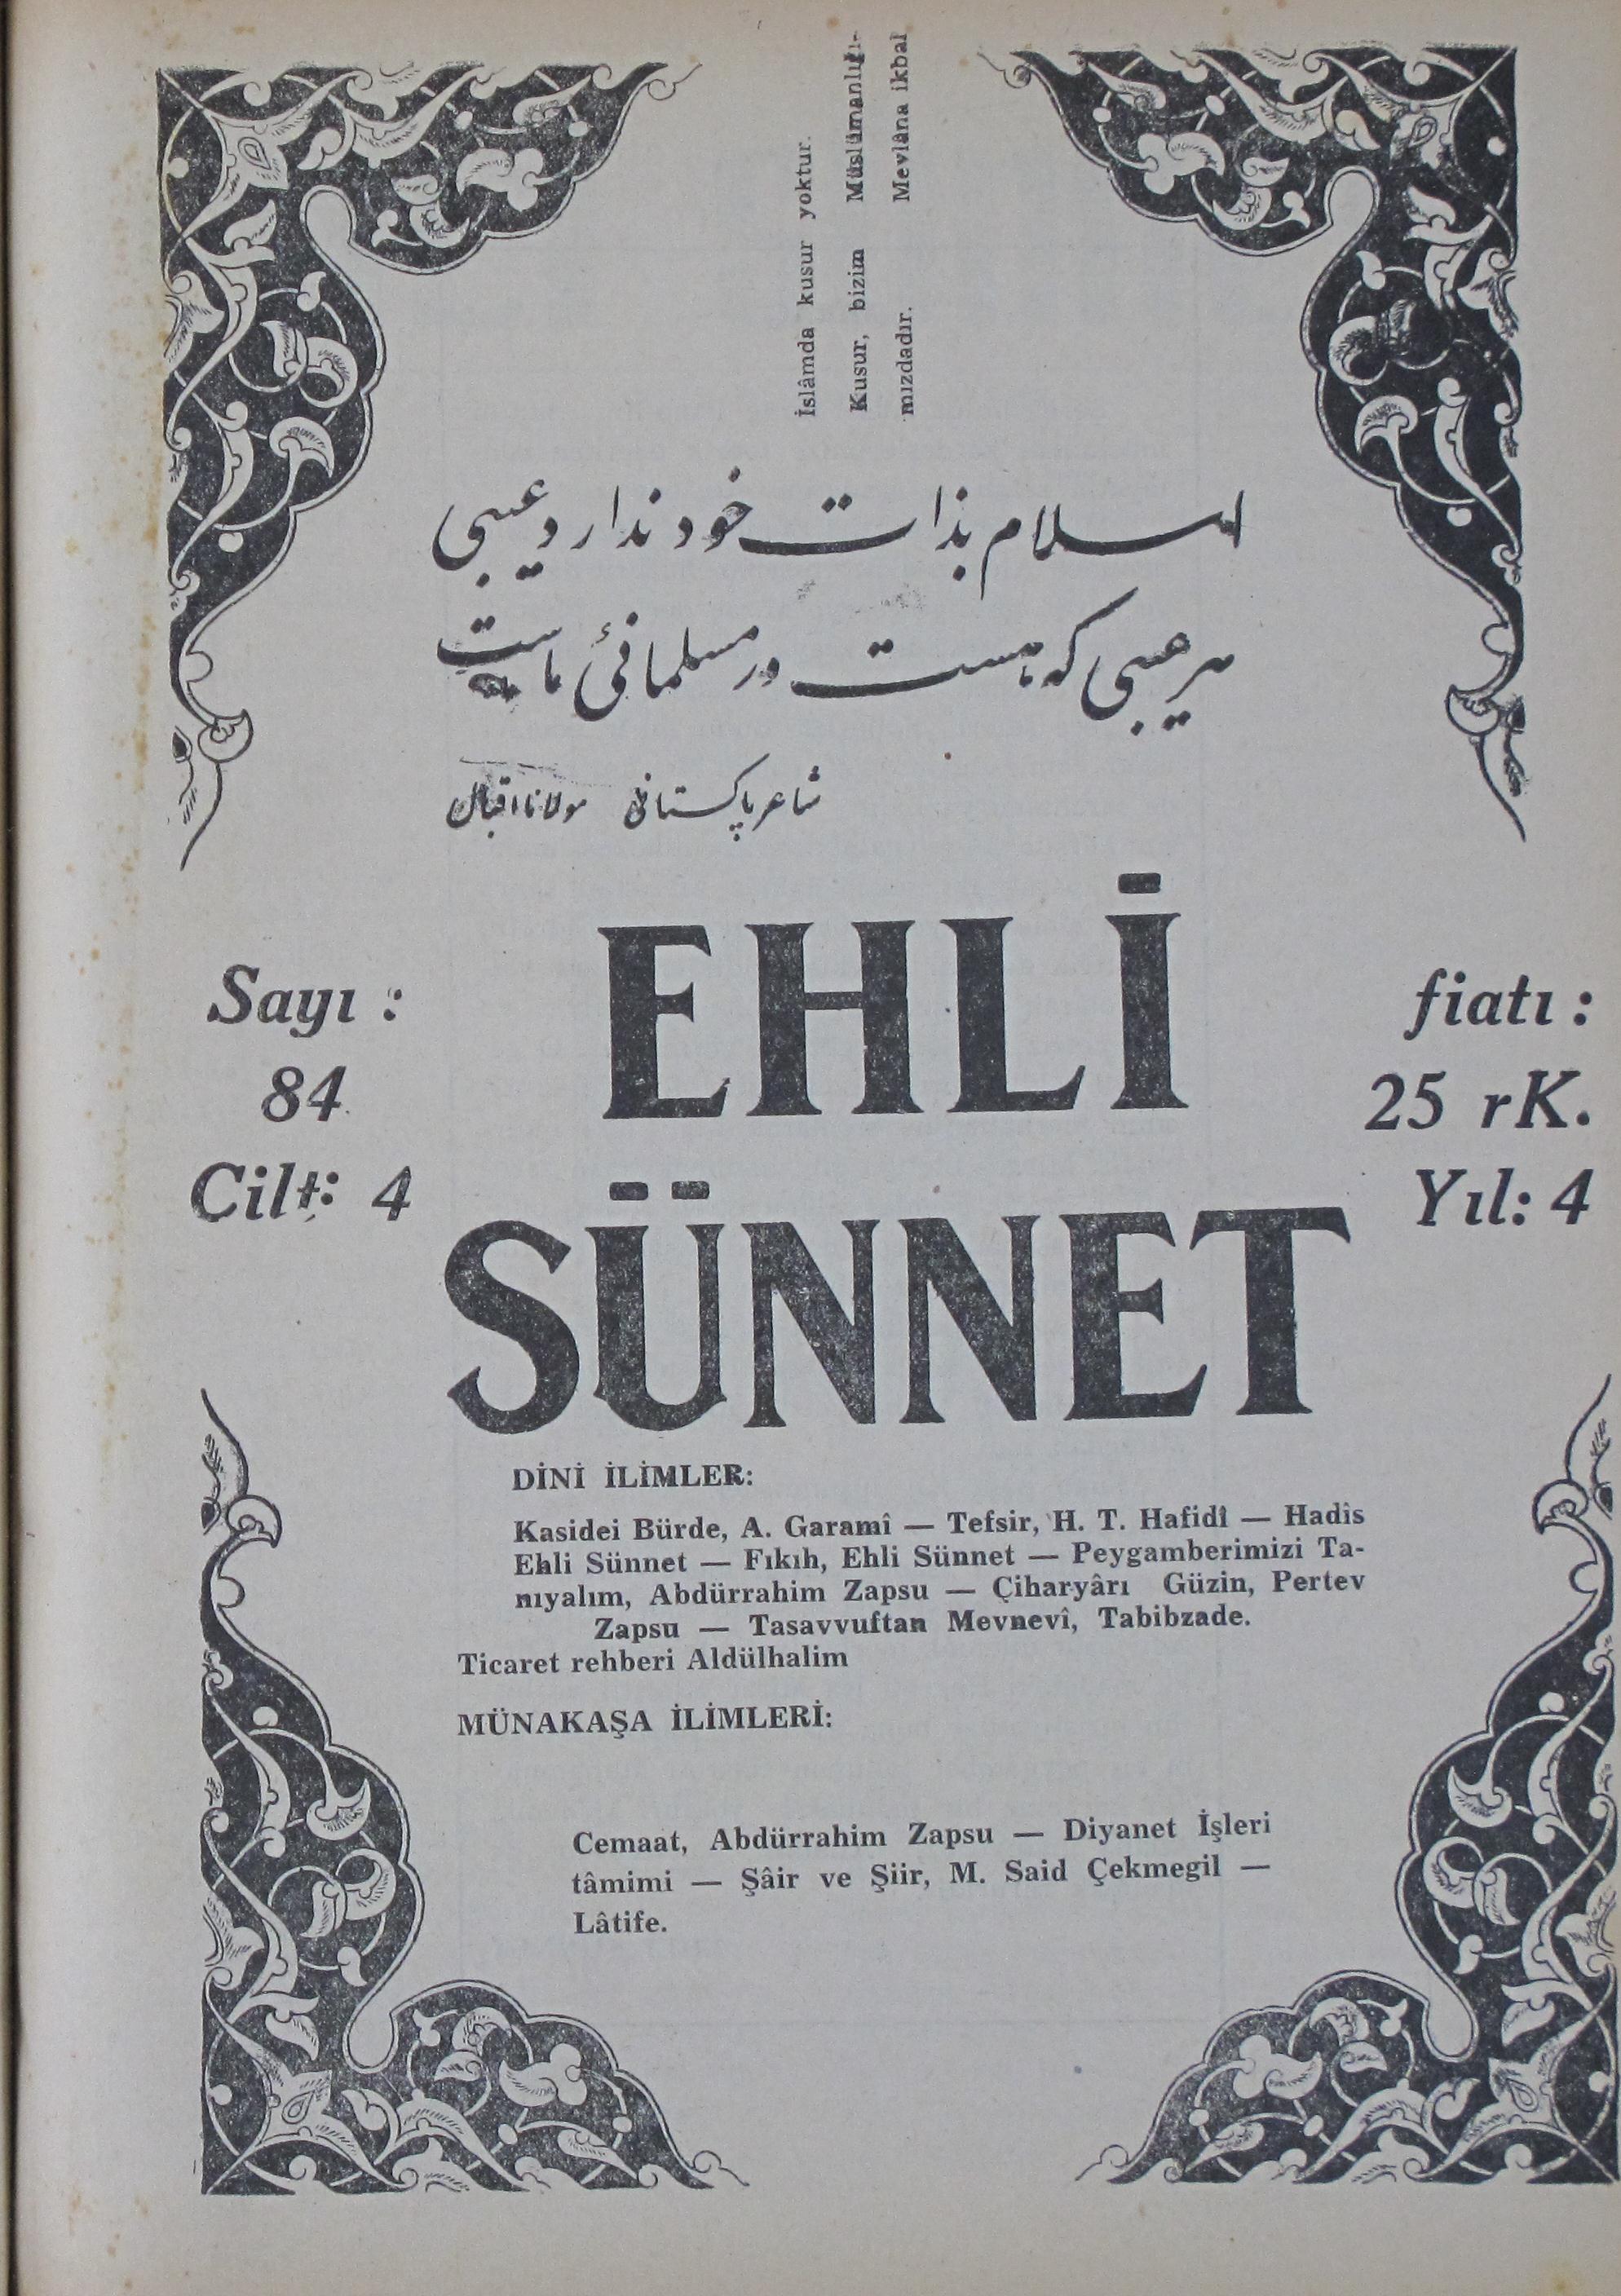 İslâmda kusur yoktur.
Kusur, bizim Müslümanlığı-
mızdadır. Mevlâna ikbal
اسلام بذات خود ندارد عیبی
هر عیبی که هست در مسلمانئ ماست
شاعر پاکستانی مولانا اقبال
EHLİ
SÜNNET
Sayı :
84
Cilt: 4
fiatı :
25 rK.
Yıl: 4
DİNİ İLİMLER:
Kasidei Bürde, A. Garamî — Tefsir, H. T. Hafidî — Hadîs
Ehli Sünnet — Fıkıh, Ehli Sünnet — Peygamberimizi Ta-
nıyalım, Abdürrahim Zapsu — Çiharyârı Güzin, Pertev
Zapsu — Tasavvuftan Mevnevî, Tabibzade.
Ticaret rehberi Aldülhalim
MÜNAKAŞA İLİMLERİ:
Cemaat, Abdürrahim Zapsu — Diyanet İşleri
tâmimi — Şâir ve Şiir, M. Said Çekmegil —
Lâtife.